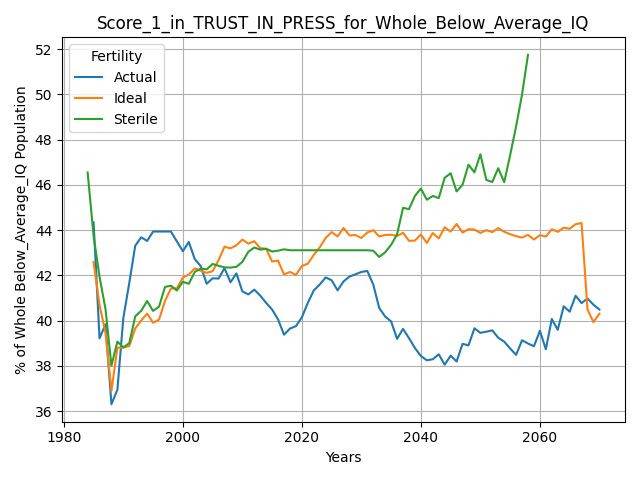 Score_1_in_TRUST_IN_PRESS_for_Whole_Below_Average_IQ
Fertility
Actual
Ideal
Sterile
% of Whole Below_Average_IQ Population
52
50
48
46
44
42
40
38
36
1980
2000
2020
2040
2060
Years